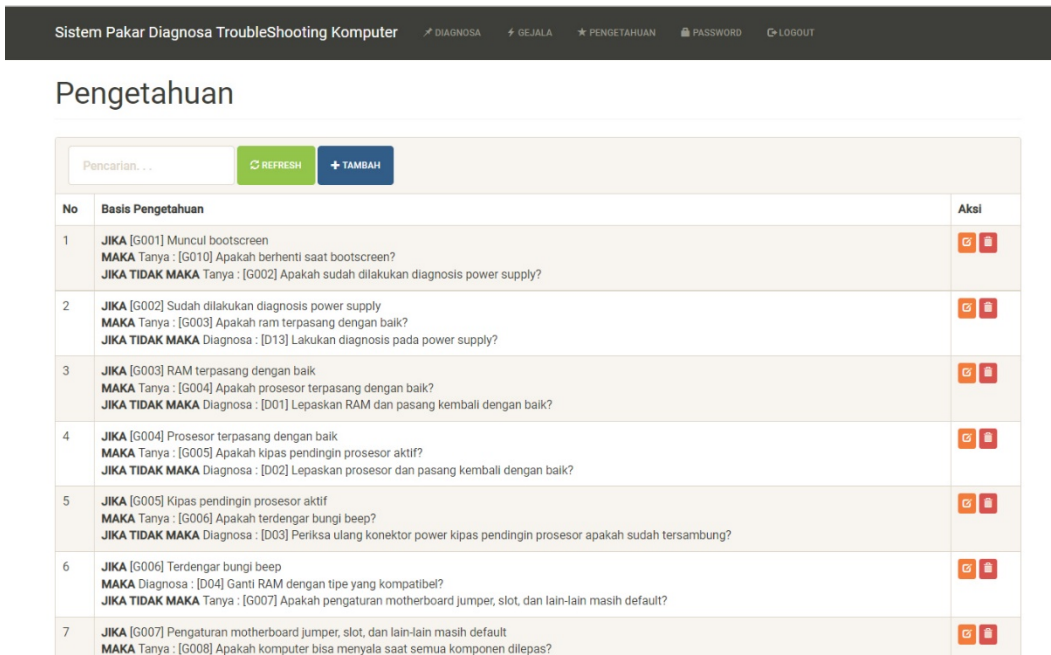 Sistem Pakar Diagnosa TroubleShooting Komputer DIAGNOSA GEJALA PENGETAHUAN PASSWORD LOGOUT
Pengetahuan
Pencarian. . . REFRESH + TAMBAH
No Basis Pengetahuan Aksi
1 JIKA [G001] Muncul bootscreen
MAKA Tanya : [G010] Apakah berhenti saat bootscreen?
JIKA TIDAK MAKA Tanya : [G002] Apakah sudah dilakukan diagnosis power supply?
2 JIKA [G002] Sudah dilakukan diagnosis power supply
MAKA Tanya : [G003] Apakah ram terpasang dengan baik?
JIKA TIDAK MAKA Diagnosa : [D13] Lakukan diagnosis pada power supply?
3 JIKA [G003] RAM terpasang dengan baik
MAKA Tanya : [G004] Apakah prosesor terpasang dengan baik?
JIKA TIDAK MAKA Diagnosa : [D01] Lepaskan RAM dan pasang kembali dengan baik?
4 JIKA [G004] Prosesor terpasang dengan baik
MAKA Tanya : [G005] Apakah kipas pendingin prosesor aktif?
JIKA TIDAK MAKA Diagnosa : [D02] Lepaskan prosesor dan pasang kembali dengan baik?
5 JIKA [G005] Kipas pendingin prosesor aktif
MAKA Tanya : [G006] Apakah terdengar bungi beep?
JIKA TIDAK MAKA Diagnosa : [D03] Periksa ulang konektor power kipas pendingin prosesor apakah sudah tersambung?
6 JIKA [G006] Terdengar bungi beep
MAKA Diagnosa : [D04] Ganti RAM dengan tipe yang kompatibel?
JIKA TIDAK MAKA Tanya : [G007] Apakah pengaturan motherboard jumper, slot, dan lain-lain masih default?
7 JIKA [G007] Pengaturan motherboard jumper, slot, dan lain-lain masih default
MAKA Tanya : [G008] Apakah komputer bisa menyala saat semua komponen dilepas?